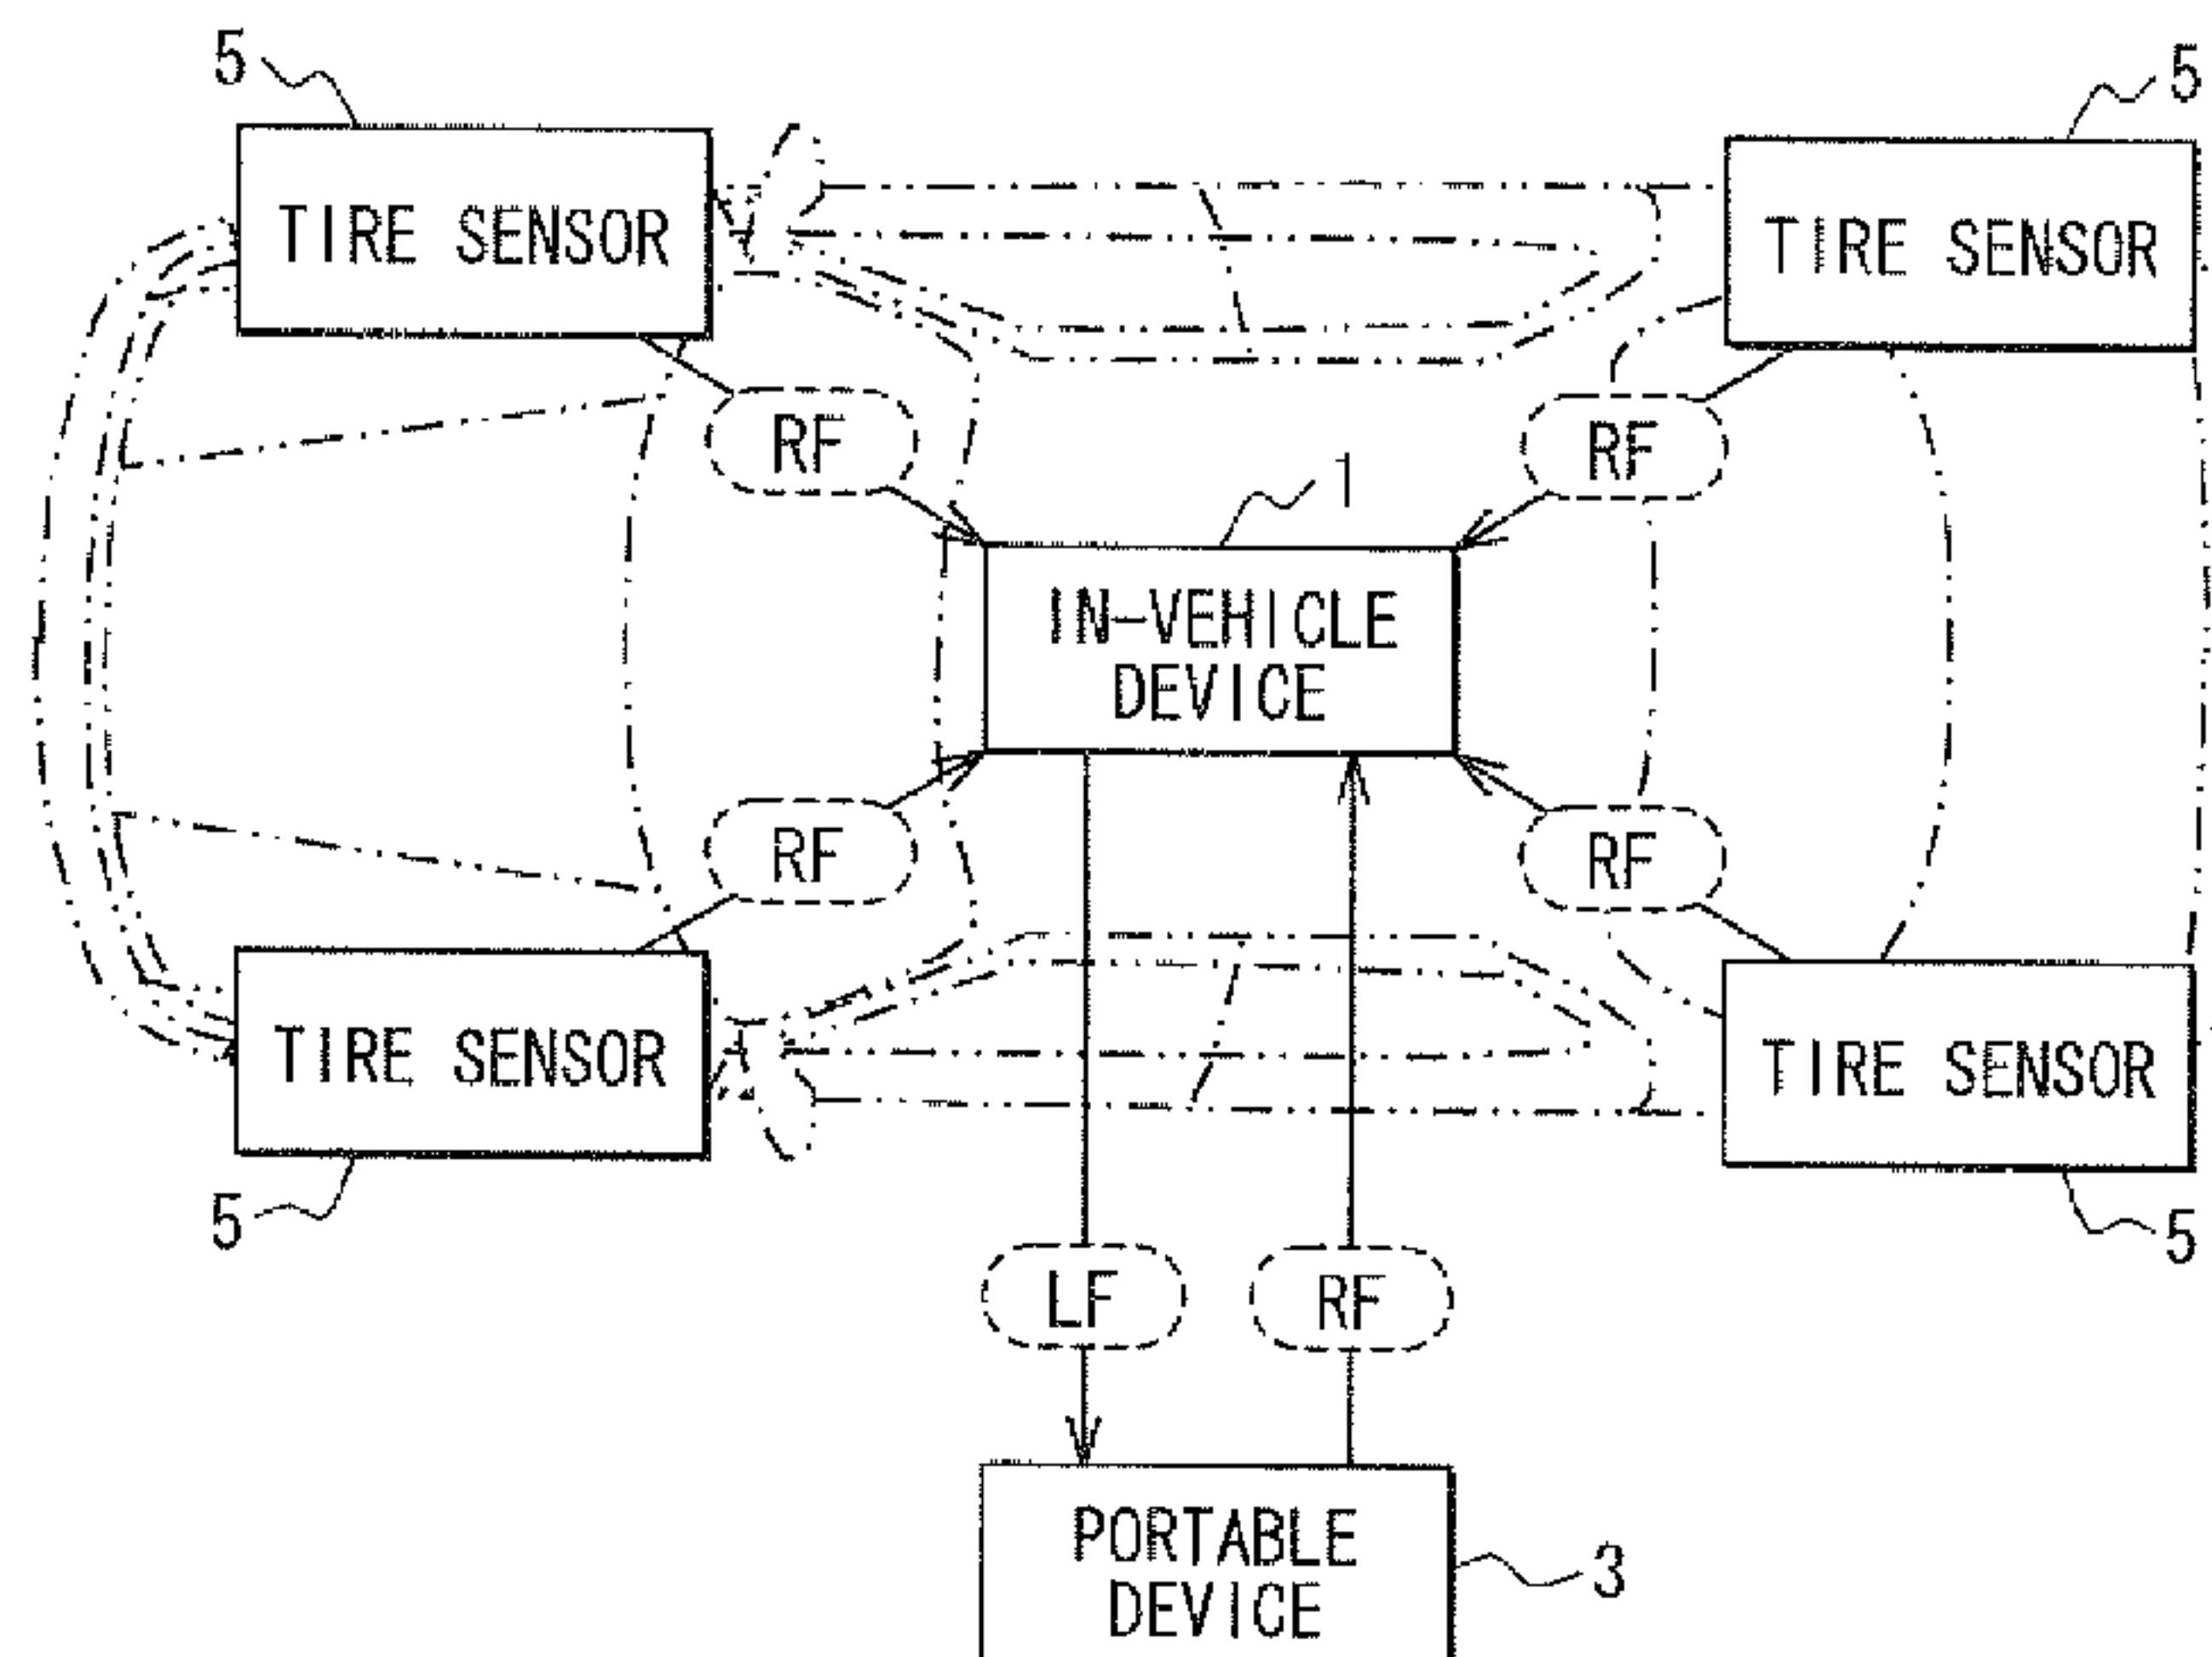 5
5
TIRE SENSOR
TIRE SENSOR
RF
RF
1
IN-VEHICLE
DEVICE
RF
RF
TIRE SENSOR
TIRE SENSOR
5
5
LF
RF
PORTABLE
DEVICE
3